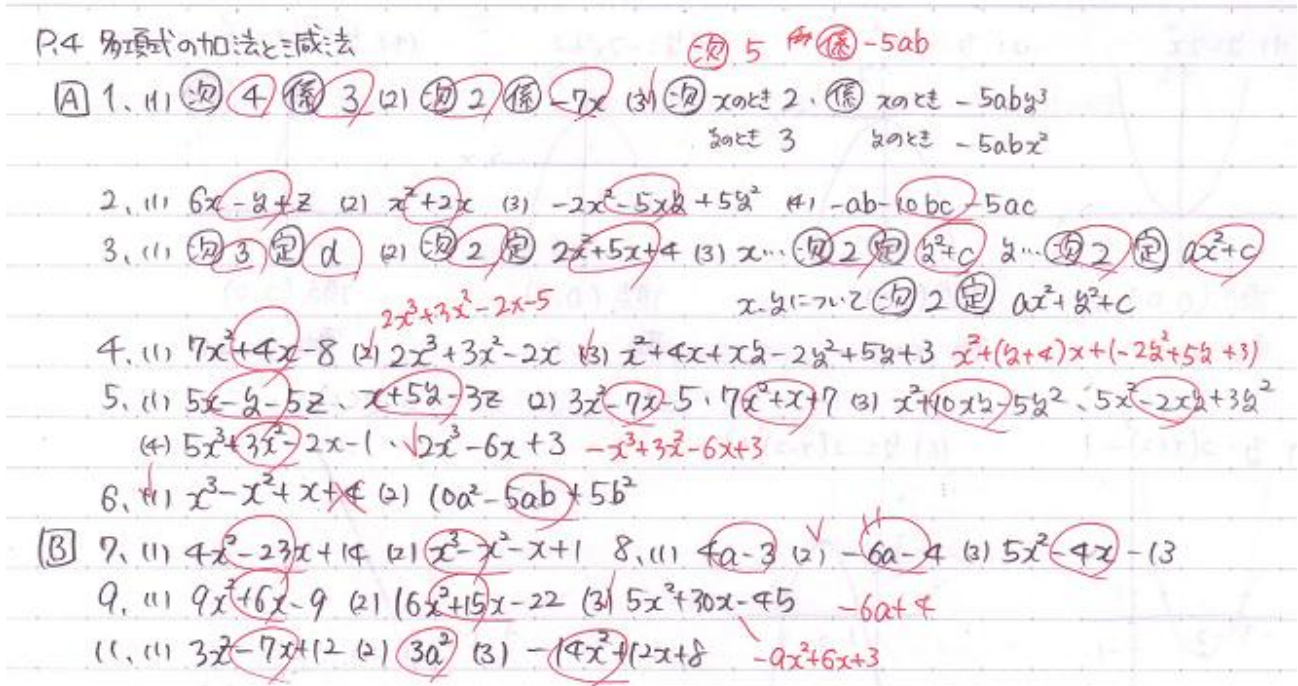 P.4 多項式の加法と減法
次 5 係 -5ab
A 1. (1) 次 4 係 3 (2) 次 2 係 -7x (3) 次 xのとき 2. 係 xのとき -5aby³
yのとき 3 yのとき -5abx²
2. (1) 6x-y+z (2) x²+2x (3) -2x²-5xy+5y² (4) -ab-10bc-5ac
3. (1) 次 3 定 d (2) 次 2 定 2x²+5x+4 (3) x… 次 2 定 y²+c y… 次 2 定 ax²+c
x.yについて 次 2 定 ax²+y²+c
2x³+3x²-2x-5
4. (1) 7x²+4x-8 (2) 2x³+3x²-2x (3) x²+4x+xy-2y²+5y+3 x²+(y+4)x+(-2y²+5y+3)
5. (1) 5x-y-5z、x+5y-3z (2) 3x²-7x-5、7x²+x+7 (3) x²+10xy-5y²、5x²-2xy+3y²
(4) 5x³+3x²-2x-1 2x³-6x+3 -x³+3x²-6x+3
6. (1) x³-x²+x+4 (2) 10a²-5ab+5b²
B 7. (1) 4x²-23x+14 (2) x³-x²-x+1 8. (1) 4a-3 (2) -6a-4 (3) 5x²-4x-13
9. (1) 9x²+6x-9 (2) 16x²+15x-22 (3) 5x²+30x-45 -6a+4
11. (1) 3x²-7x+12 (2) 3a² (3) -14x²+12x+8 -9x²+6x+3